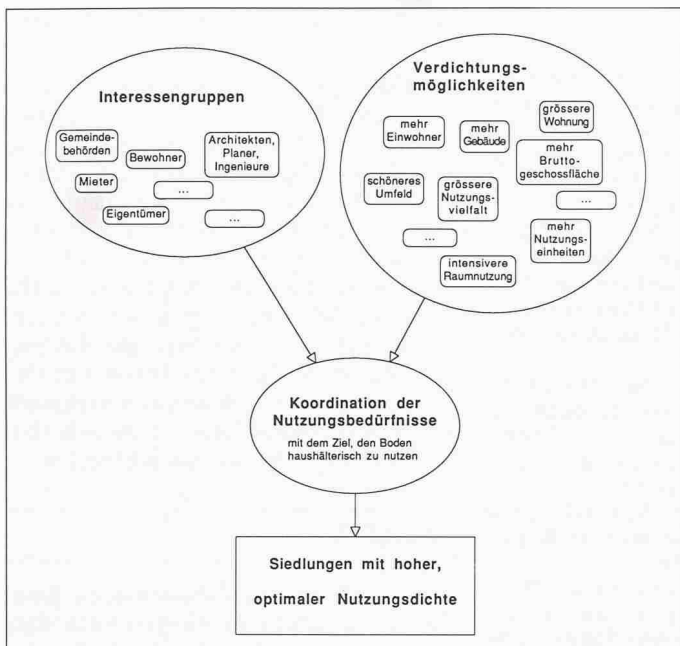 Interessengruppen
Gemeinde-
behörden
Bewohner
Architekten,
Planer,
Ingenieure
Mieter
...
Eigentümer
...
Verdichtungs-
möglichkeiten
mehr
Einwohner
mehr
Gebäude
grössere
Wohnung
mehr
Brutto-
geschossfläche
schöneres
Umfeld
grössere
Nutzungs-
vielfalt
...
...
mehr
Nutzungs-
einheiten
intensivere
Raumnutzung
Koordination der
Nutzungsbedürfnisse
mit dem Ziel, den Boden
haushälterisch zu nutzen
Siedlungen mit hoher,
optimaler Nutzungsdichte